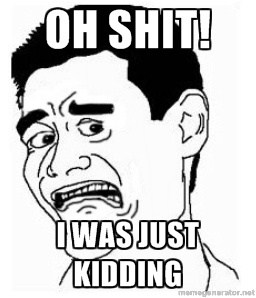 OH SHIT!
I WAS JUST
KIDDING
memegenerator.net